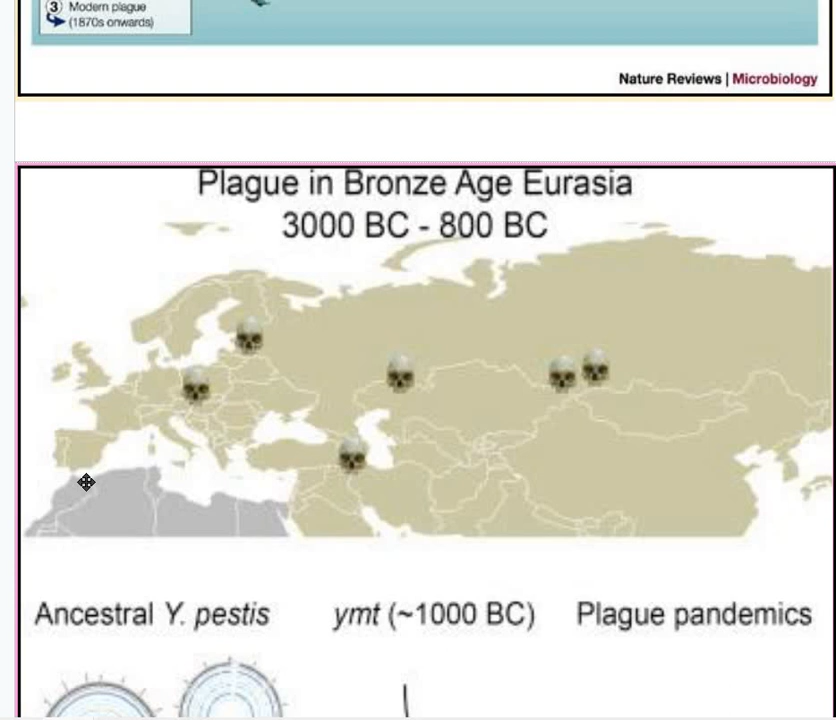 3 Modern plague
(1870s onwards)
Nature Reviews | Microbiology
Plague in Bronze Age Eurasia
3000 BC - 800 BC
Ancestral Y. pestis
ymt (~1000 BC)
Plague pandemics